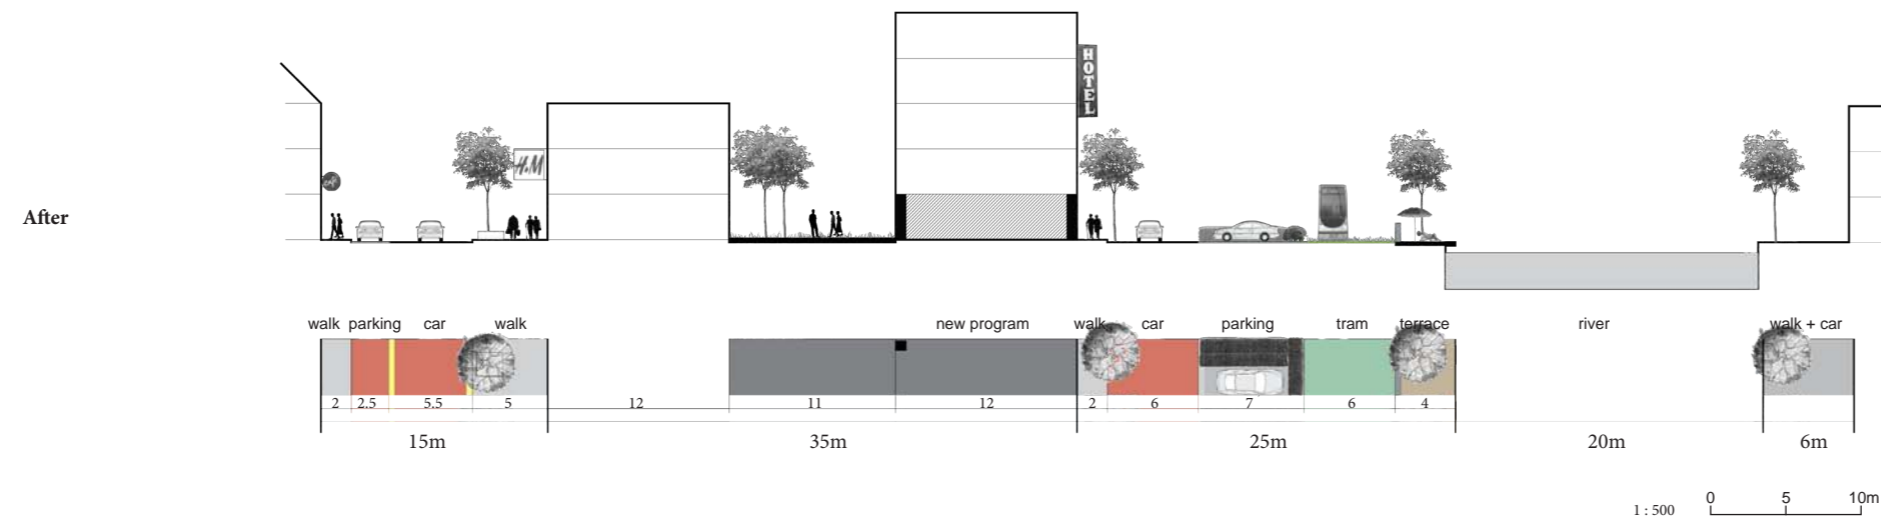 HOTEL
H&M
After
walk parking car walk new program walk car parking tram terrace river walk + car
2 2.5 5.5 5 12 11 12 2 6 7 6 4
15m 35m 25m 20m 6m
0 5 10m
1 : 500